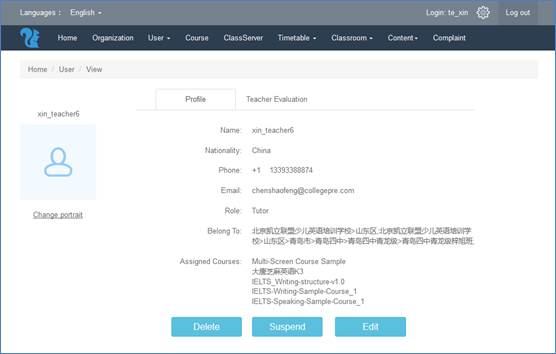 Languages : English Login: te_xin Log out
Home Organization User Course ClassServer Timetable Classroom Content Complaint
Home / User / View
Profile Teacher Evaluation
xin_teacher6
Change portrait
Name: xin_teacher6
Nationality: China
Phone: +1 13393388874
Email: chenshaofeng@collegepre.com
Role: Tutor
Belong To: 北京凯立联盟少儿英语培训学校>山东区,北京凯立联盟少儿英语培训学
校>山东区>青岛市>青岛四中>青岛四中青龙级>青岛四中青龙级梓旭班
Assigned Courses: Multi-Screen Course Sample
大唐芝麻英语K3
IELTS_Writing-structure-v1.0
IELTS-Writing-Sample-Course_1
IELTS-Speaking-Sample-Course_1
Delete Suspend Edit